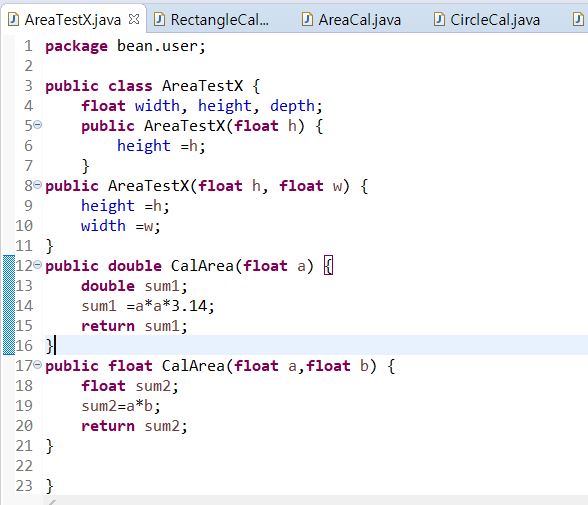 AreaTestX.java RectangleCal... AreaCal.java CircleCal.java
1 package bean.user;
2
3 public class AreaTestX {
4     float width, height, depth;
5     public AreaTestX(float h) {
6         height =h;
7     }
8 public AreaTestX(float h, float w) {
9     height =h;
10     width =w;
11 }
12 public double CalArea(float a) {
13     double sum1;
14     sum1 =a*a*3.14;
15     return sum1;
16 }
17 public float CalArea(float a,float b) {
18     float sum2;
19     sum2=a*b;
20     return sum2;
21 }
22
23 }